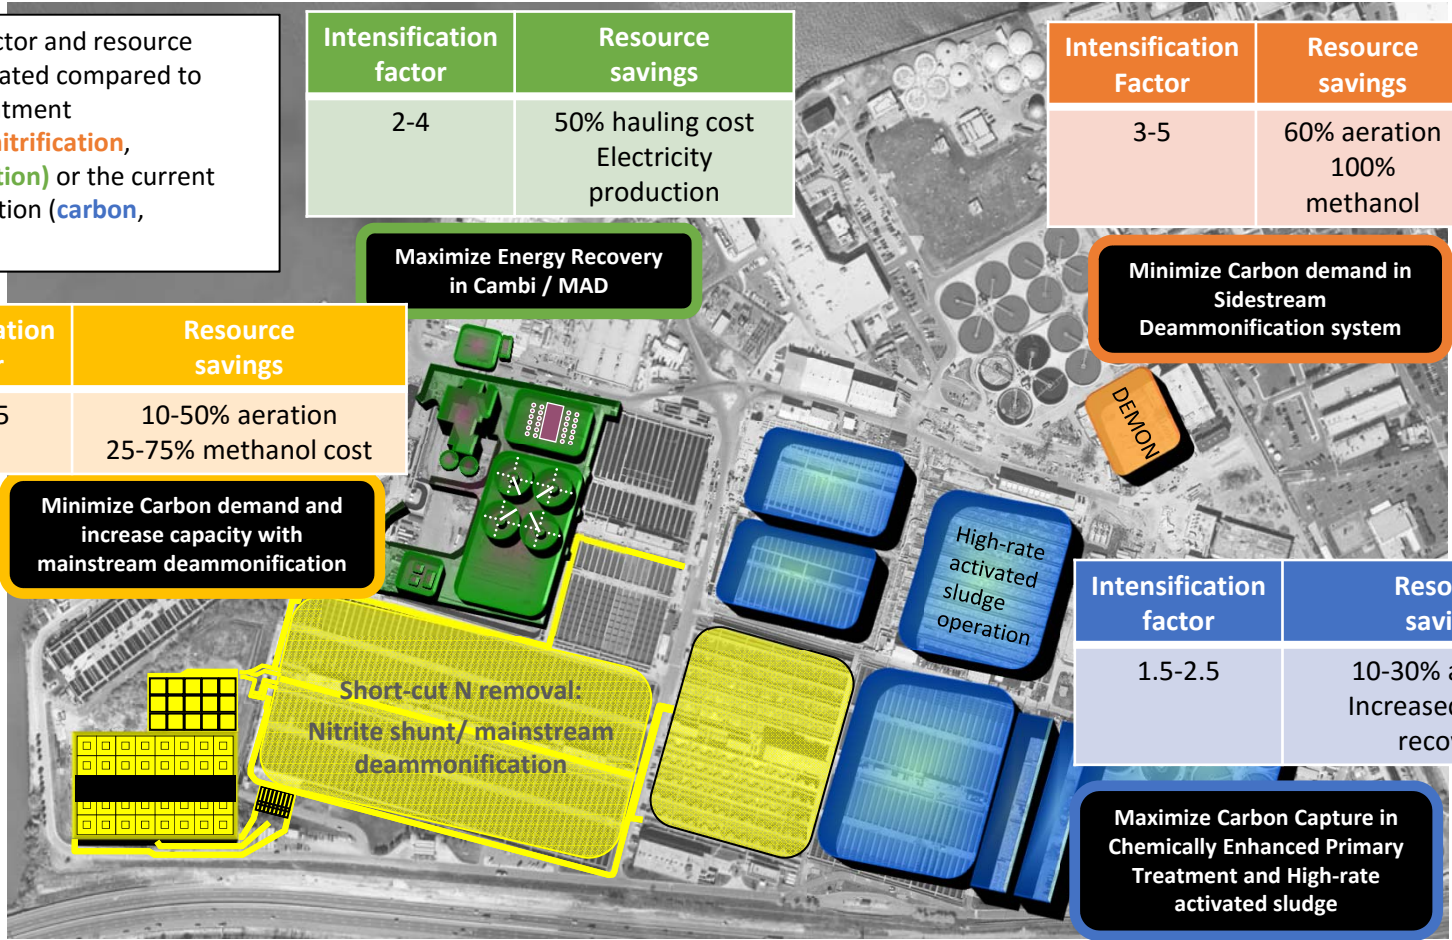 ctor and resource
ated compared to
tment
itrification,
tion) or the current
tion (carbon,
Intensification
factor
Resource
savings
2-4
50% hauling cost
Electricity
production
Intensification
Factor
Resource
savings
3-5
60% aeration
100%
methanol
Maximize Energy Recovery
in Cambi / MAD
Minimize Carbon demand in
Sidestream
Deammonification system
ation
r
Resource
savings
5
10-50% aeration
25-75% methanol cost
Minimize Carbon demand and
increase capacity with
mainstream deammonification
DEMON
High-rate
activated
sludge
operation
Short-cut N removal:
Nitrite shunt/ mainstream
deammonification
Intensification
factor
Reso
savi
1.5-2.5
10-30% a
Increased
reco
Maximize Carbon Capture in
Chemically Enhanced Primary
Treatment and High-rate
activated sludge